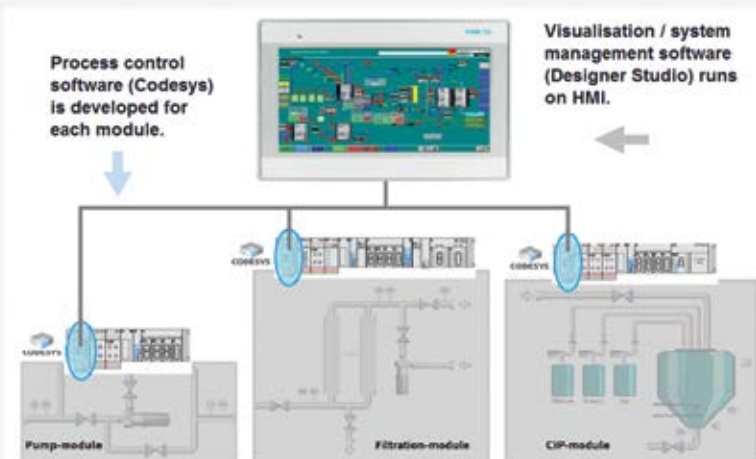 Process control
software (Codesys)
is developed for
each module.
Visualisation / system
management software
(Designer Studio) runs
on HMI.
CODESYS
CODESYS
CODESYS
Pump-module
Filtration-module
CIP-module